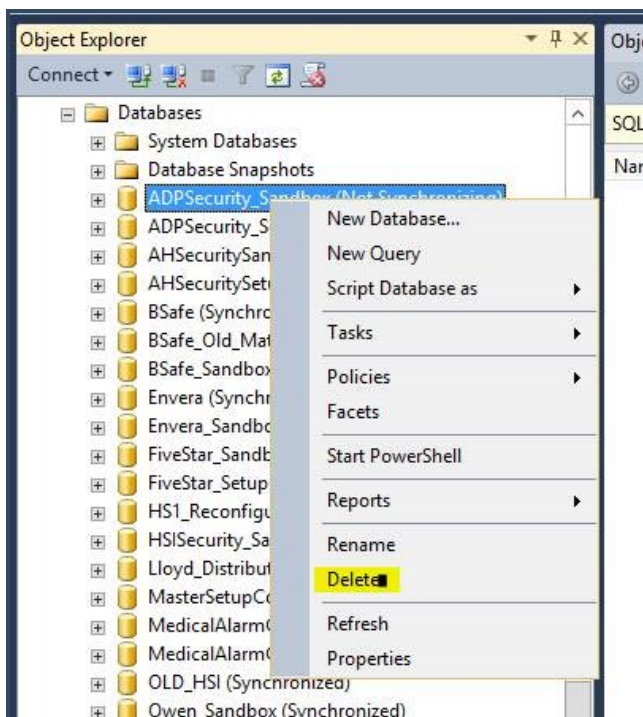 Object Explorer
Obje
Connect
SQL
Nar
Databases
System Databases
Database Snapshots
ADPSecurity_Sandbox (Not Synchronizing)
ADPSecurity_S
AHSecuritySan
AHSecuritySet
BSafe (Synchro
BSafe_Old_Mat
BSafe_Sandbox
Envera (Synchr
Envera_Sandbo
FiveStar_Sandb
FiveStar_Setup
HS1_Reconfigu
HSISecurity_Sa
Lloyd_Distribut
MasterSetupCo
MedicalAlarm
MedicalAlarm
OLD_HSI (Synchronized)
Owen_Sandbox (Synchronized)
New Database...
New Query
Script Database as
Tasks
Policies
Facets
Start PowerShell
Reports
Rename
Delete
Refresh
Properties